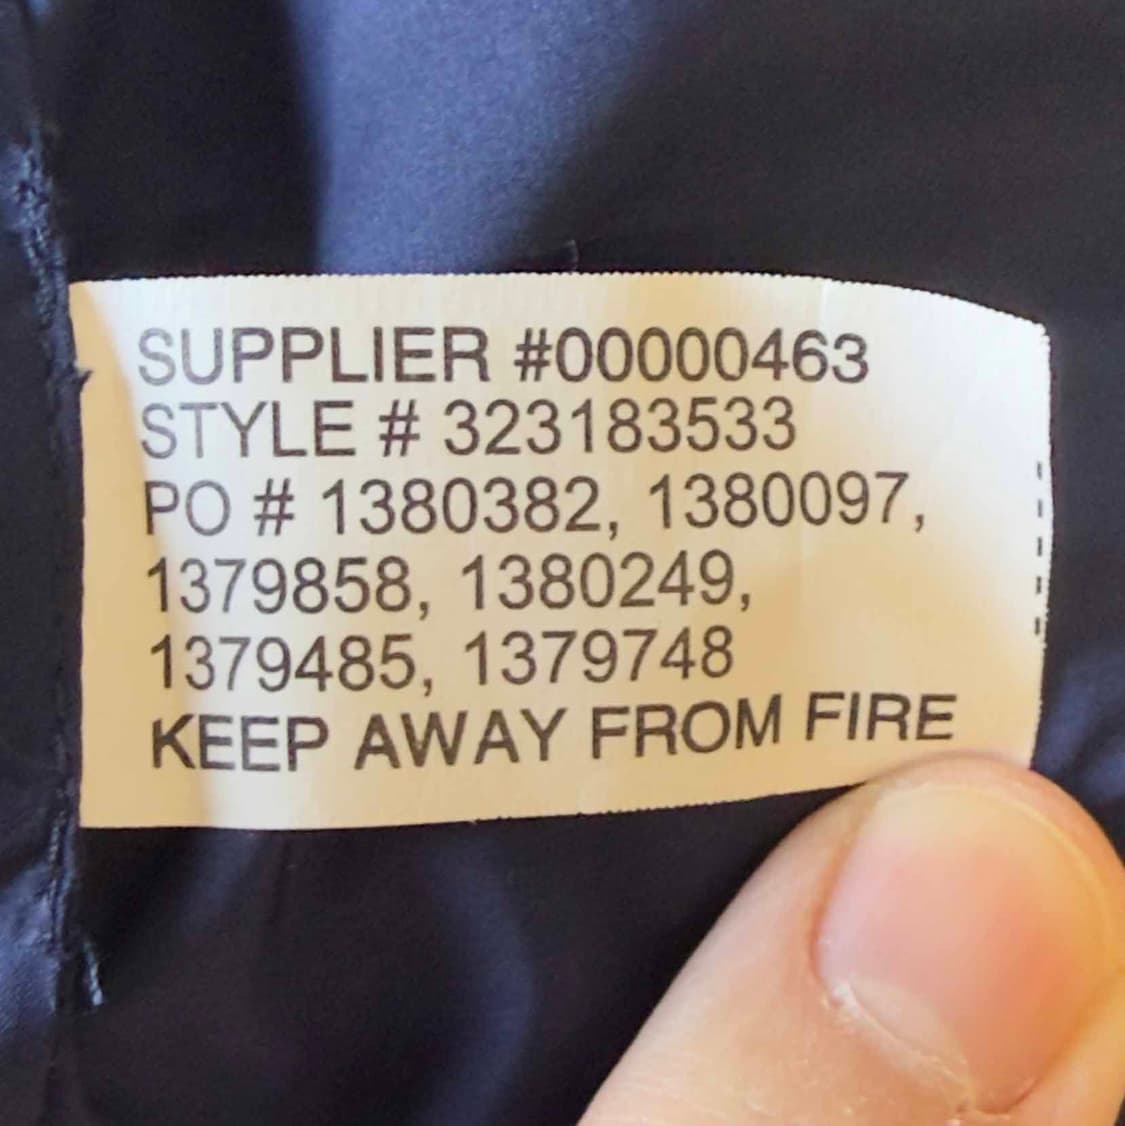 SUPPLIER #00000463
STYLE # 323183533
PO # 1380382, 1380097,
1379858, 1380249,
1379485, 1379748
KEEP AWAY FROM FIRE